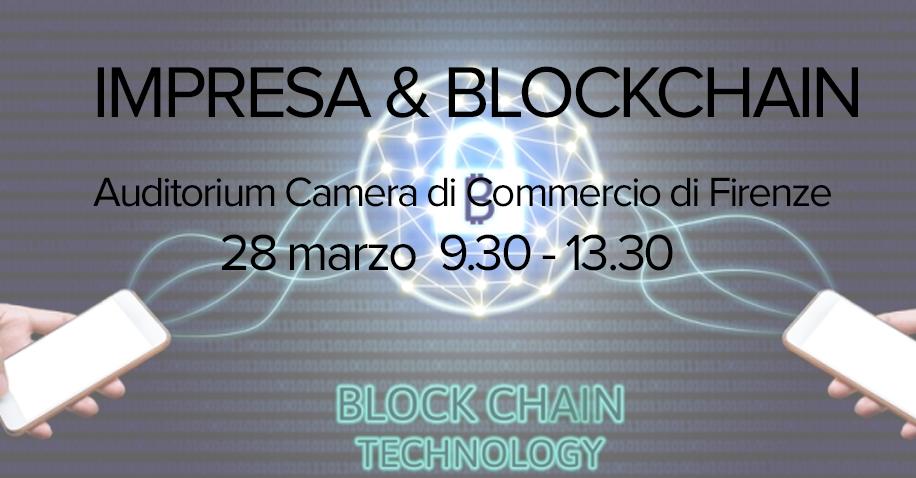 IMPRESA & BLOCKCHAIN
Auditorium Camera di Commercio di Firenze
28 marzo 9.30 - 13.30
BLOCK CHAIN
TECHNOLOGY